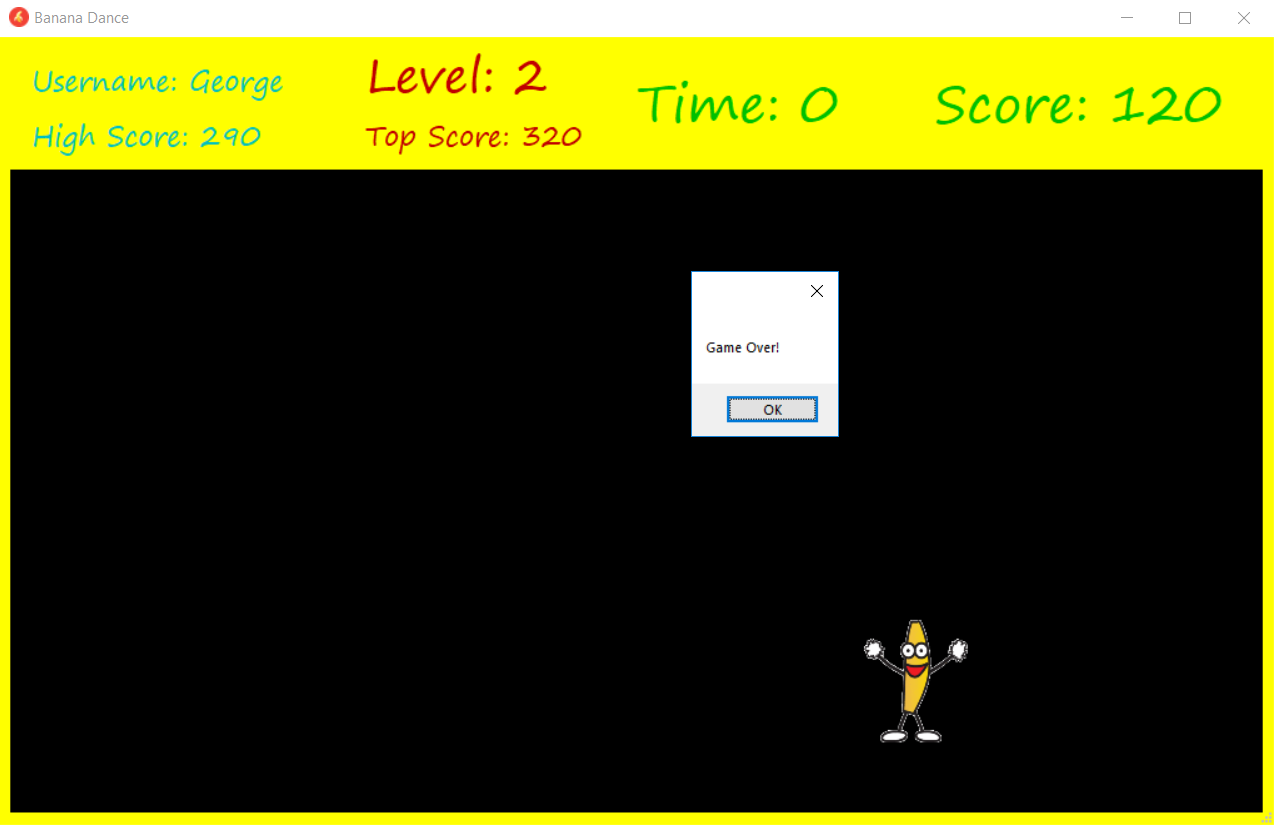 Banana Dance
Username: George
High Score: 290
Level: 2
Top Score: 320
Time: 0
Score: 120
Game Over!
OK